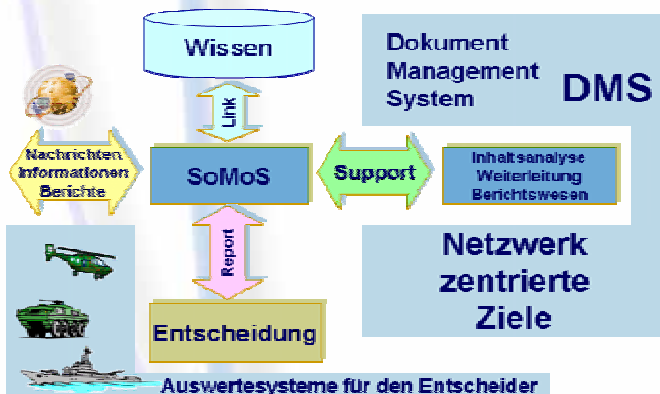 Wissen
Dokument
Management
System
DMS
Link
Nachrichten
Informationen
Berichte
SoMoS
Support
Inhaltsanalyse
Weiterleitung
Berichtswesen
Report
Netzwerk
zentrierte
Ziele
Entscheidung
Auswertesysteme für den Entscheider